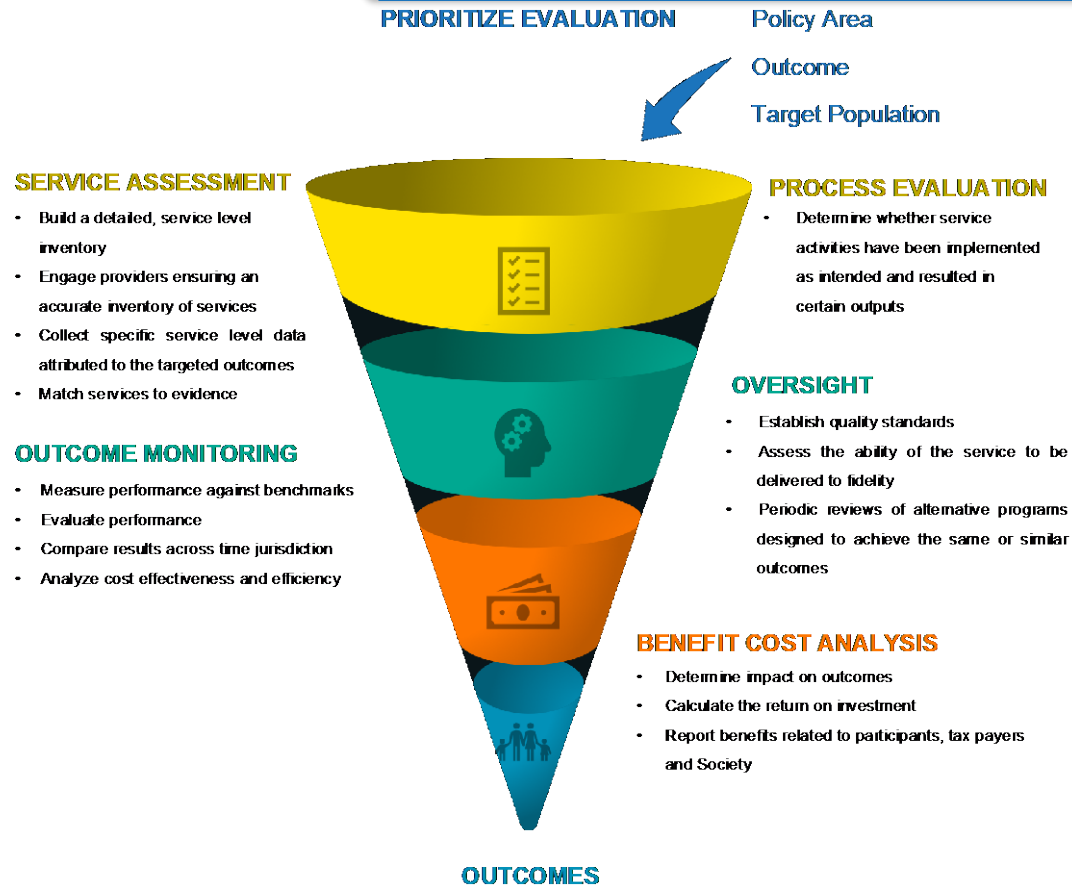 PRIORITIZE EVALUATION
Policy Area
Outcome
Target Population
SERVICE ASSESSMENT
• Build a detailed, service level
inventory
• Engage providers ensuring an
accurate inventory of services
• Collect specific service level data
attributed to the targeted outcomes
• Match services to evidence
PROCESS EVALUATION
• Determine whether service
activities have been implemented
as intended and resulted in
certain outputs
OUTCOME MONITORING
• Measure performance against benchmarks
• Evaluate performance
• Compare results across time jurisdiction
• Analyze cost effectiveness and efficiency
OVERSIGHT
• Establish quality standards
• Assess the ability of the service to be
delivered to fidelity
• Periodic reviews of alternative programs
designed to achieve the same or similar
outcomes
BENEFIT COST ANALYSIS
• Determine impact on outcomes
• Calculate the return on investment
• Report benefits related to participants, tax payers
and Society
OUTCOMES